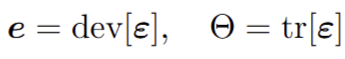 e = dev[ε], Θ = tr[ε]